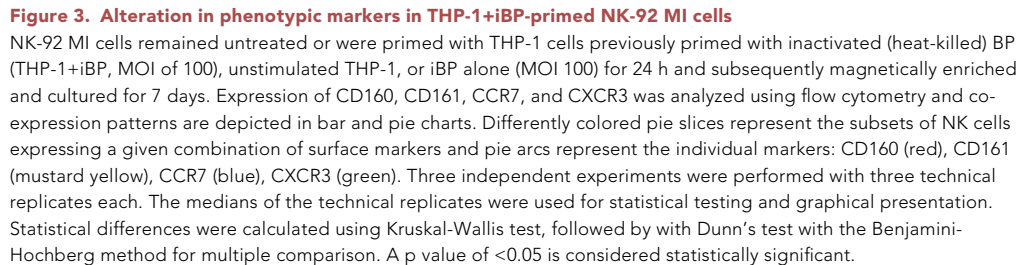 Figure 3. Alteration in phenotypic markers in THP-1+iBP-primed NK-92 MI cells
NK-92 MI cells remained untreated or were primed with THP-1 cells previously primed with inactivated (heat-killed) BP
(THP-1+iBP, MOI of 100), unstimulated THP-1, or iBP alone (MOI 100) for 24 h and subsequently magnetically enriched
and cultured for 7 days. Expression of CD160, CD161, CCR7, and CXCR3 was analyzed using flow cytometry and co-
expression patterns are depicted in bar and pie charts. Differently colored pie slices represent the subsets of NK cells
expressing a given combination of surface markers and pie arcs represent the individual markers: CD160 (red), CD161
(mustard yellow), CCR7 (blue), CXCR3 (green). Three independent experiments were performed with three technical
replicates each. The medians of the technical replicates were used for statistical testing and graphical presentation.
Statistical differences were calculated using Kruskal-Wallis test, followed by with Dunn's test with the Benjamini-
Hochberg method for multiple comparison. A p value of <0.05 is considered statistically significant.